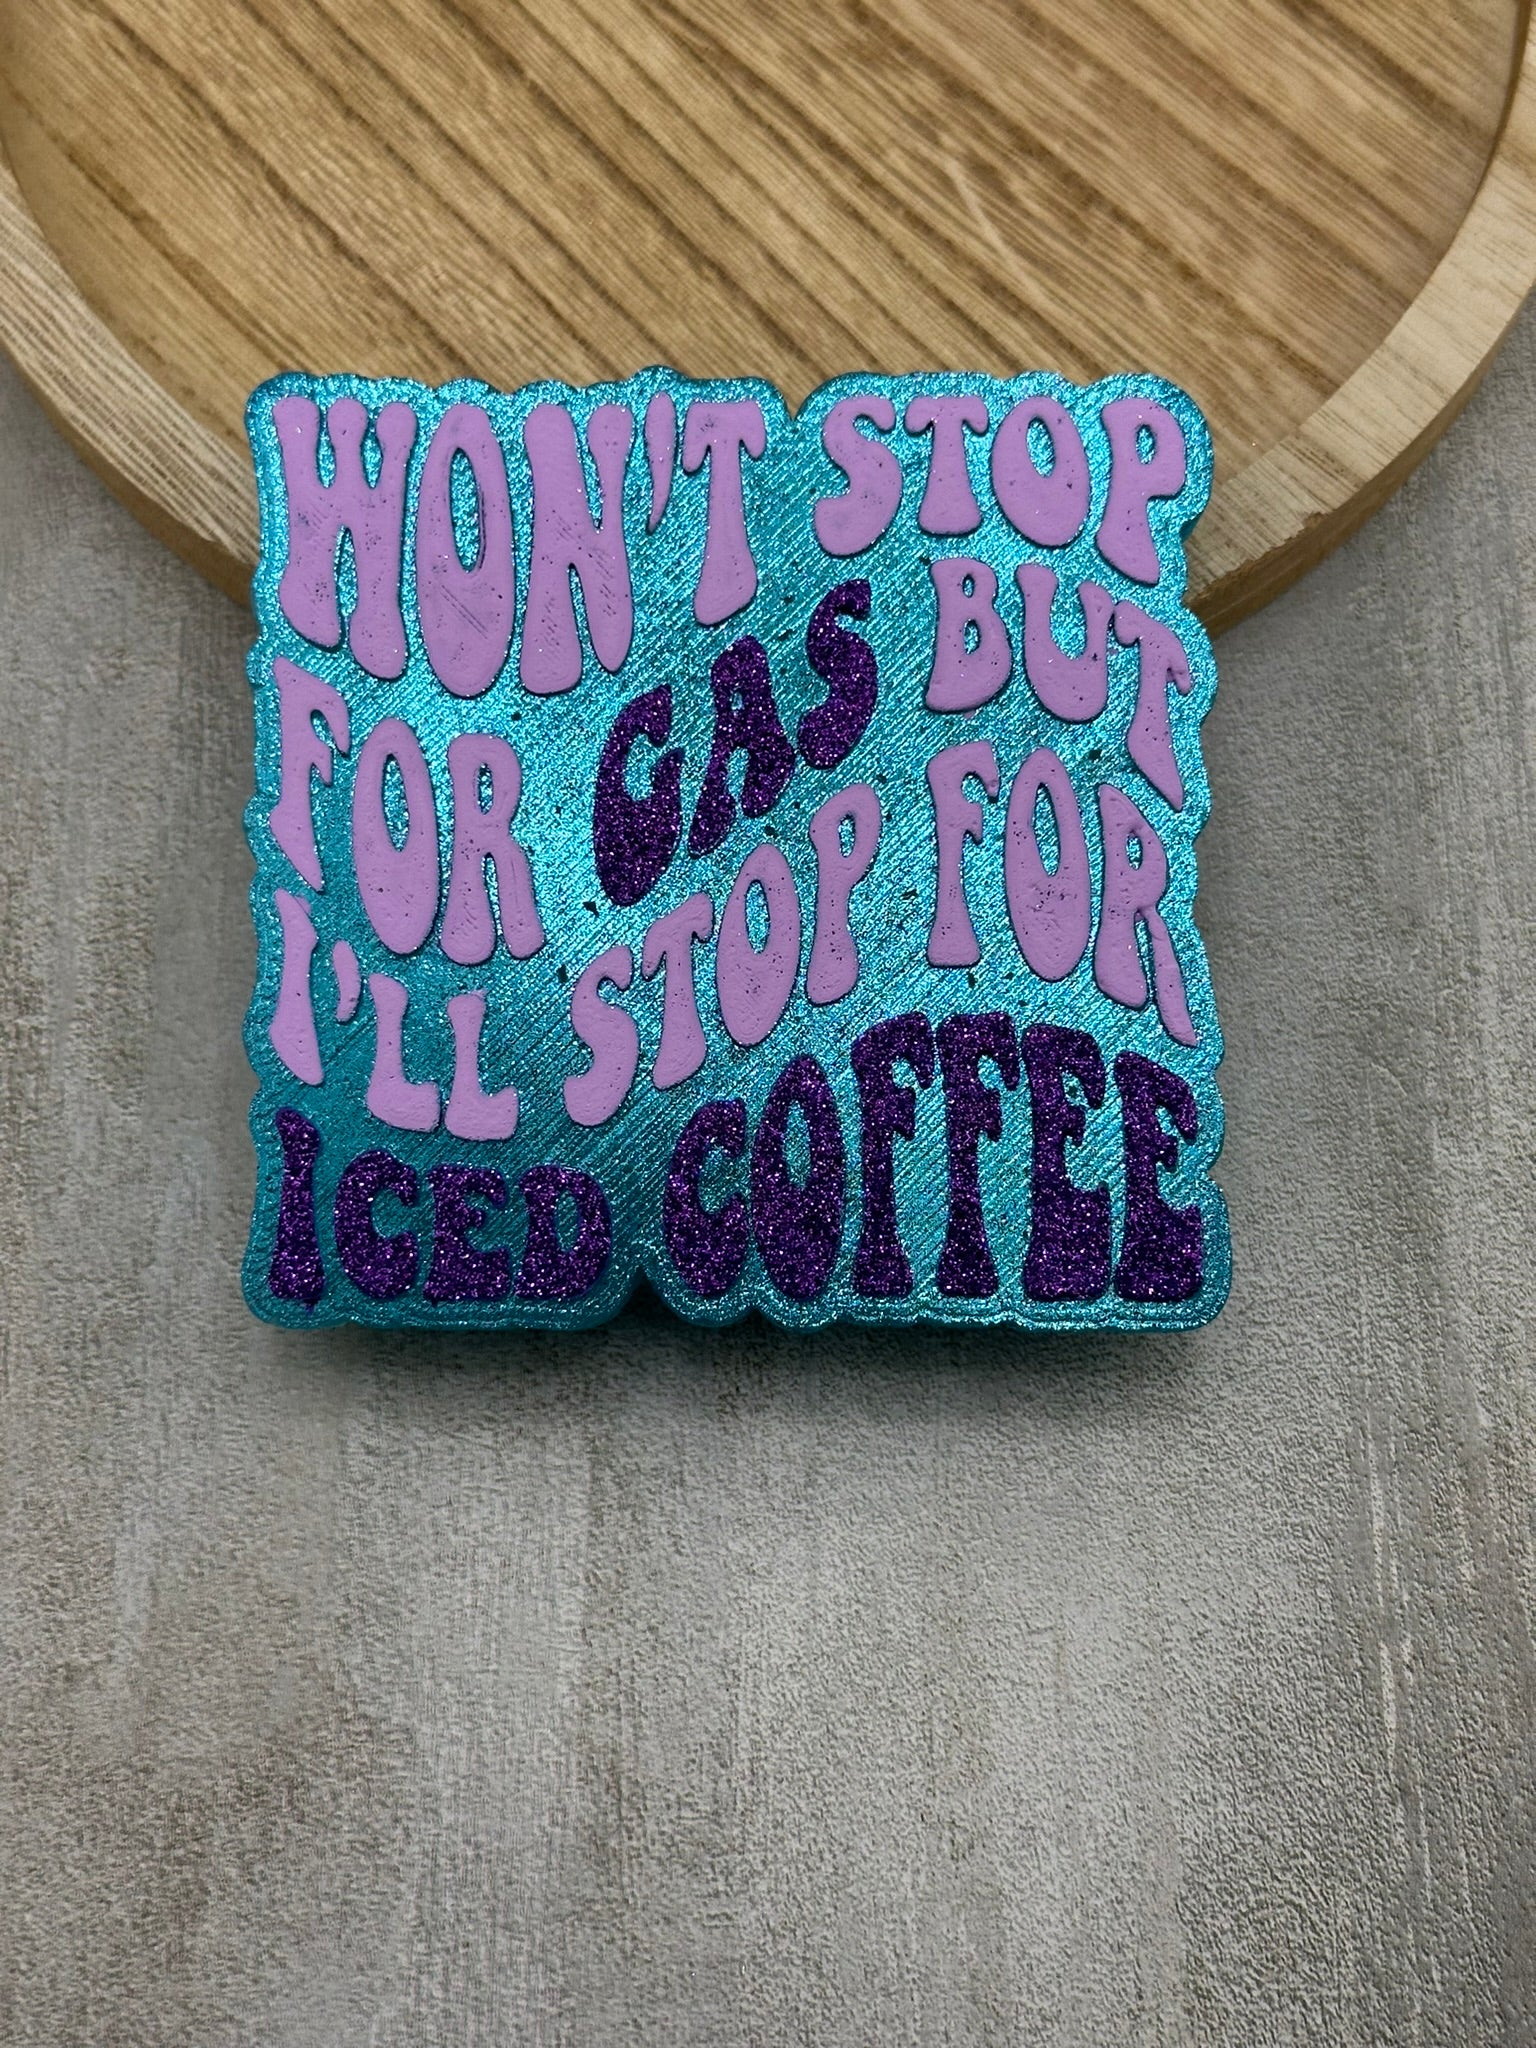 WON'T STOP
FOR GAS BUT
I'LL STOP FOR
ICED COFFEE